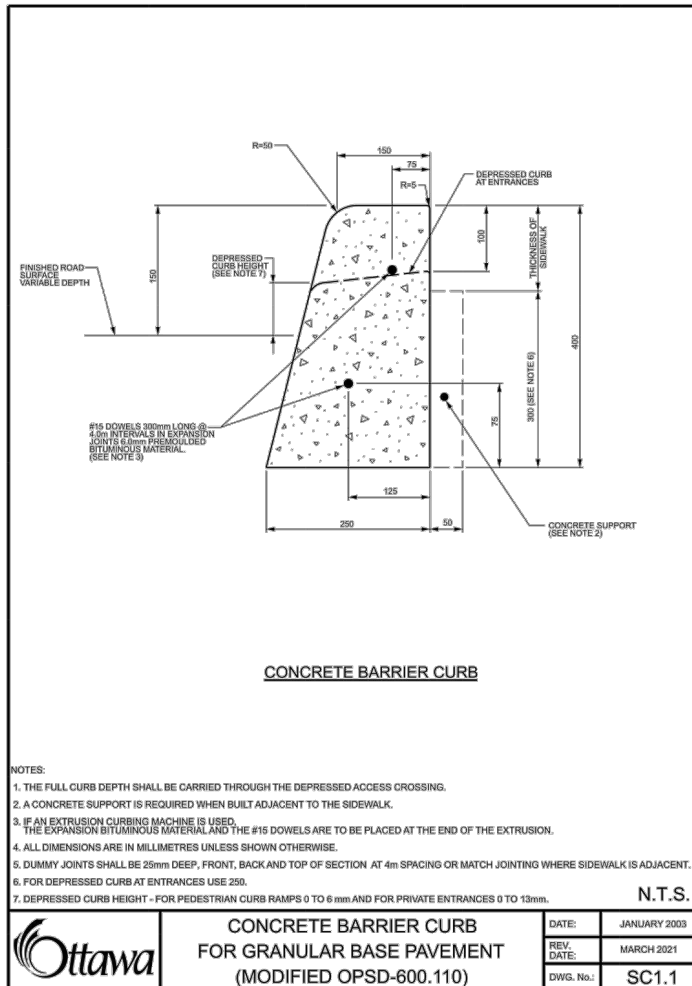 R=50
150
75
R=5
DEPRESSED CURB
AT ENTRANCES
FINISHED ROAD
SURFACE
VARIABLE DEPTH
150
DEPRESSED
CURB HEIGHT
(SEE NOTE 7)
100
THICKNESS OF
SIDEWALK
400
300 (SEE NOTE 6)
75
#15 DOWELS 300mm LONG @
4.0m INTERVALS IN EXPANSION
JOINTS 6.0mm PREMOULDED
BITUMINOUS MATERIAL.
(SEE NOTE 3)
125
250
50
CONCRETE SUPPORT
(SEE NOTE 2)
CONCRETE BARRIER CURB
NOTES:
1. THE FULL CURB DEPTH SHALL BE CARRIED THROUGH THE DEPRESSED ACCESS CROSSING.
2. A CONCRETE SUPPORT IS REQUIRED WHEN BUILT ADJACENT TO THE SIDEWALK.
3. IF AN EXTRUSION CURBING MACHINE IS USED,
THE EXPANSION BITUMINOUS MATERIAL AND THE #15 DOWELS ARE TO BE PLACED AT THE END OF THE EXTRUSION.
4. ALL DIMENSIONS ARE IN MILLIMETRES UNLESS SHOWN OTHERWISE.
5. DUMMY JOINTS SHALL BE 25mm DEEP, FRONT, BACK AND TOP OF SECTION AT 4m SPACING OR MATCH JOINTING WHERE SIDEWALK IS ADJACENT.
6. FOR DEPRESSED CURB AT ENTRANCES USE 250.
7. DEPRESSED CURB HEIGHT - FOR PEDESTRIAN CURB RAMPS 0 TO 6 mm AND FOR PRIVATE ENTRANCES 0 TO 13mm.
N.T.S.
Ottawa
CONCRETE BARRIER CURB
FOR GRANULAR BASE PAVEMENT
(MODIFIED OPSD-600.110)
DATE: JANUARY 2003
REV. DATE: MARCH 2021
DWG. No.: SC1.1